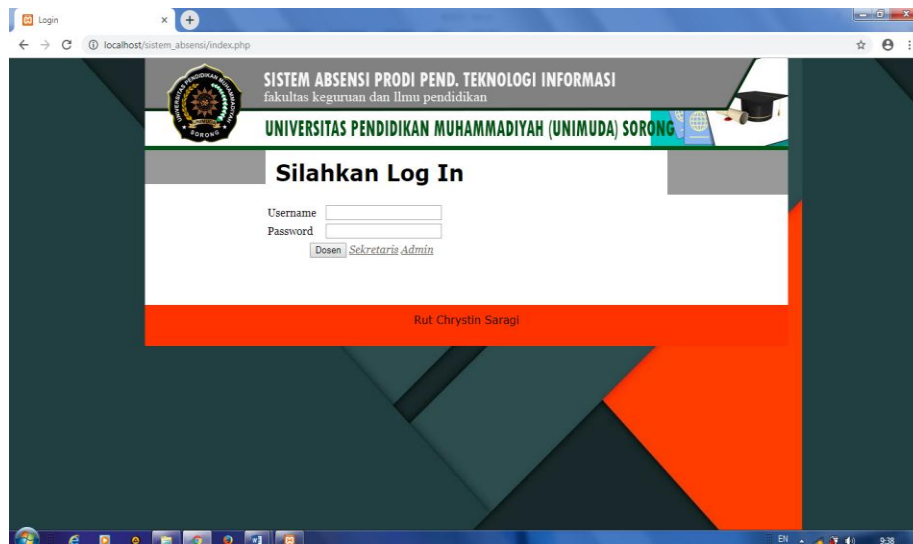 Login
localhost/sistem_absensi/index.php
SISTEM ABSENSI PRODI PEND. TEKNOLOGI INFORMASI
fakultas keguruan dan Ilmu pendidikan
UNIVERSITAS PENDIDIKAN MUHAMMADIYAH (UNIMUDA) SORONG
SORONG
Silahkan Log In
Username
Password
Dosen Sekretaris Admin
Rut Chrystin Saragi
EN
9:38